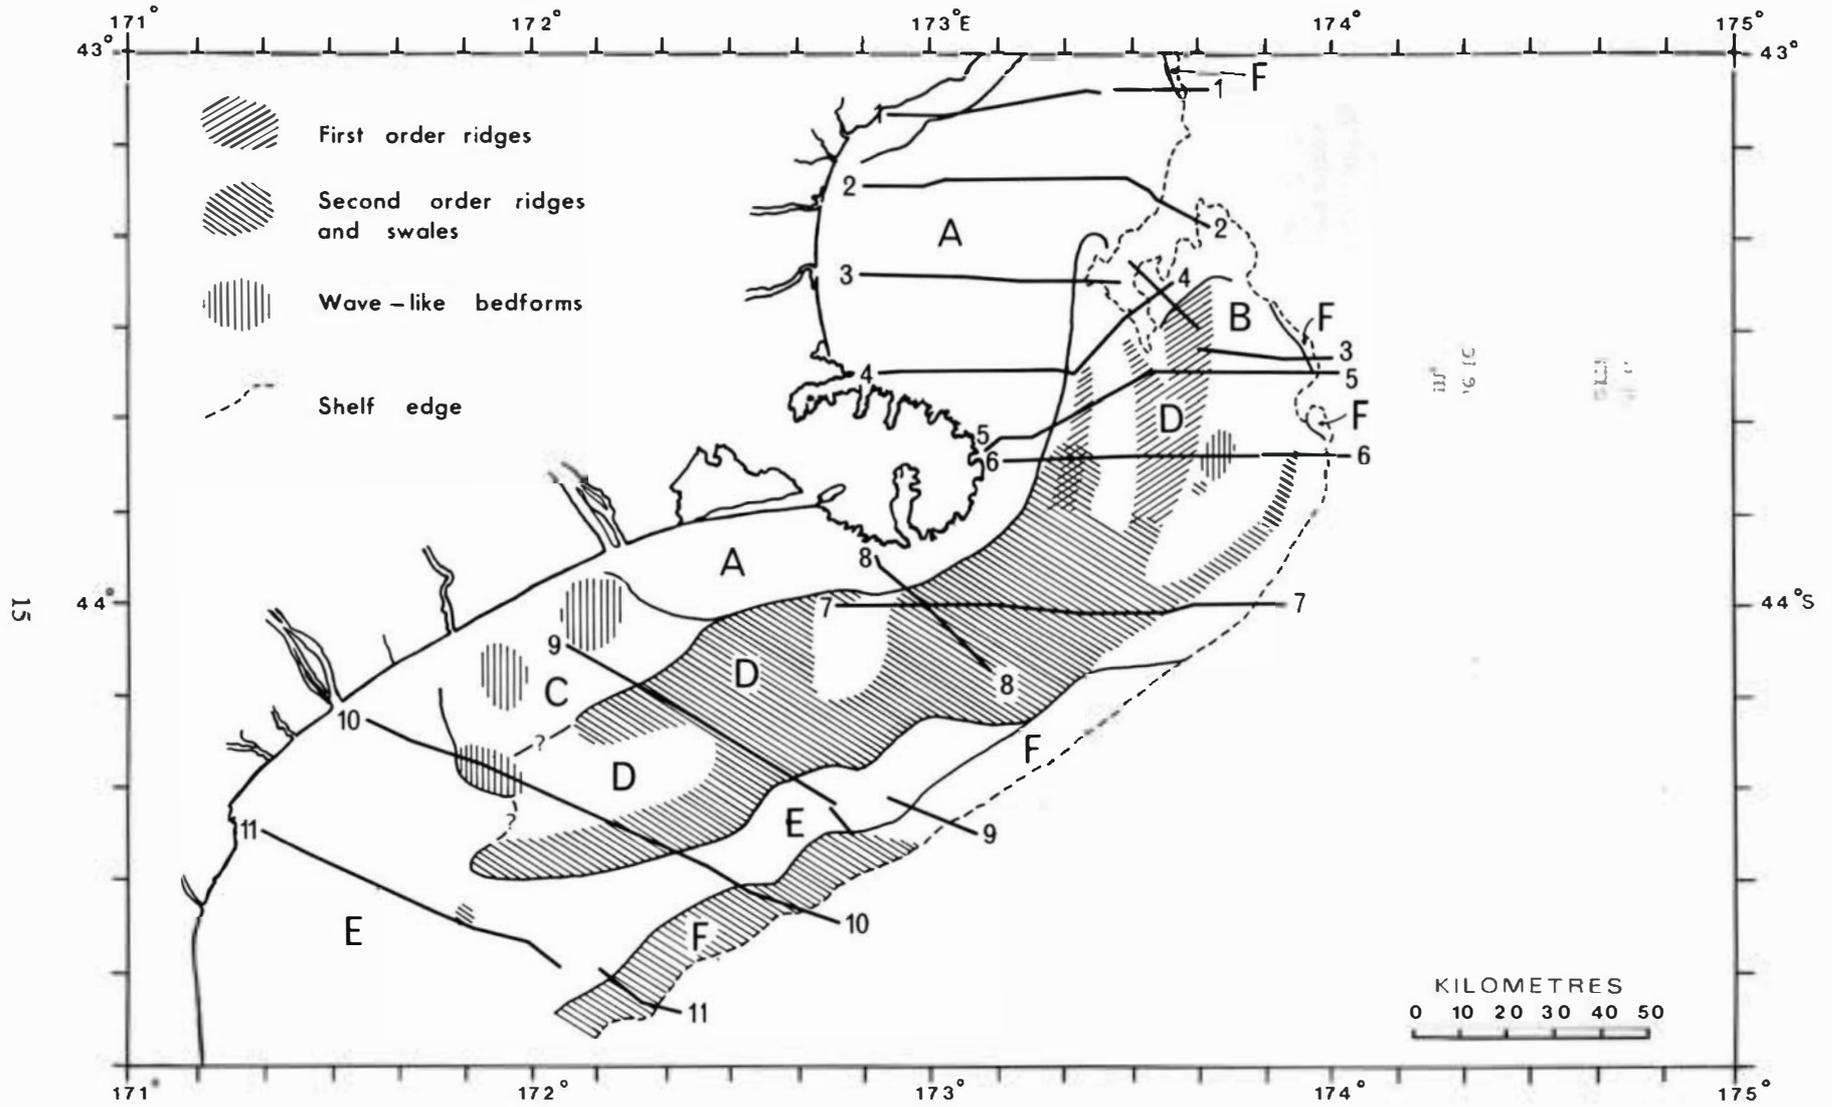 171° 172° 173°E 174° 175°
43° 43°
F
1
1
First order ridges
2
Second order ridges
and swales
2
A
3
4
B
F
Wave-like bedforms
3
4
5
D
F
Shelf edge
5
6
6
A
8
15
44° 44°S
7
7
9
D
8
C
10
?
F
D
E
?
11
9
10
E
F
11
KILOMETRES
0 10 20 30 40 50
171° 172° 173°E 174° 175°